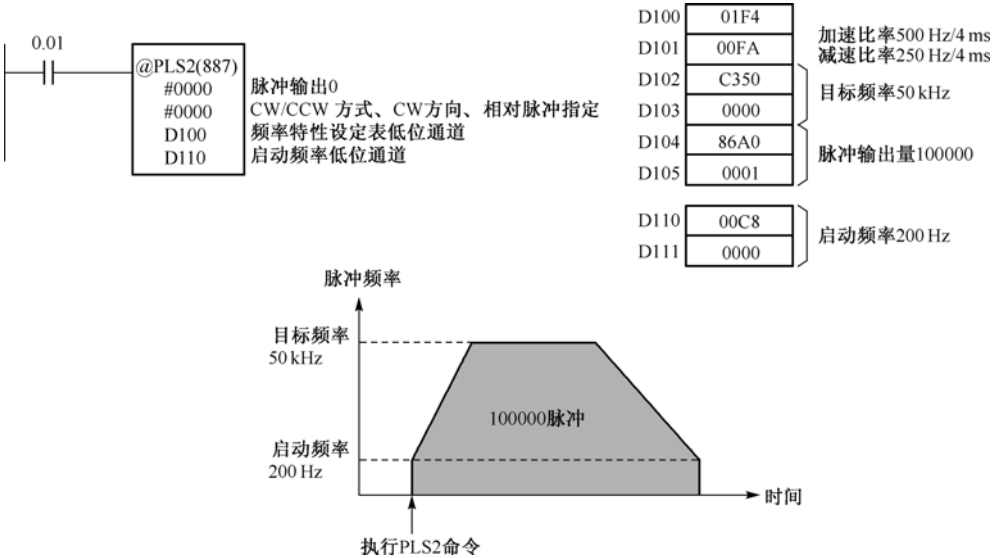 0.01
@PLS2(887)
#0000 脉冲输出0
#0000 CW/CCW 方式、CW方向、相对脉冲指定
D100 频率特性设定表低位通道
D110 启动频率低位通道
D100 01F4
D101 00FA
加速比率500 Hz/4 ms
减速比率250 Hz/4 ms
D102 C350
D103 0000
目标频率50 kHz
D104 86A0
D105 0001
脉冲输出量100000
D110 00C8
D111 0000
启动频率200 Hz
脉冲频率
目标频率
50 kHz
100000脉冲
启动频率
200 Hz
时间
执行PLS2命令